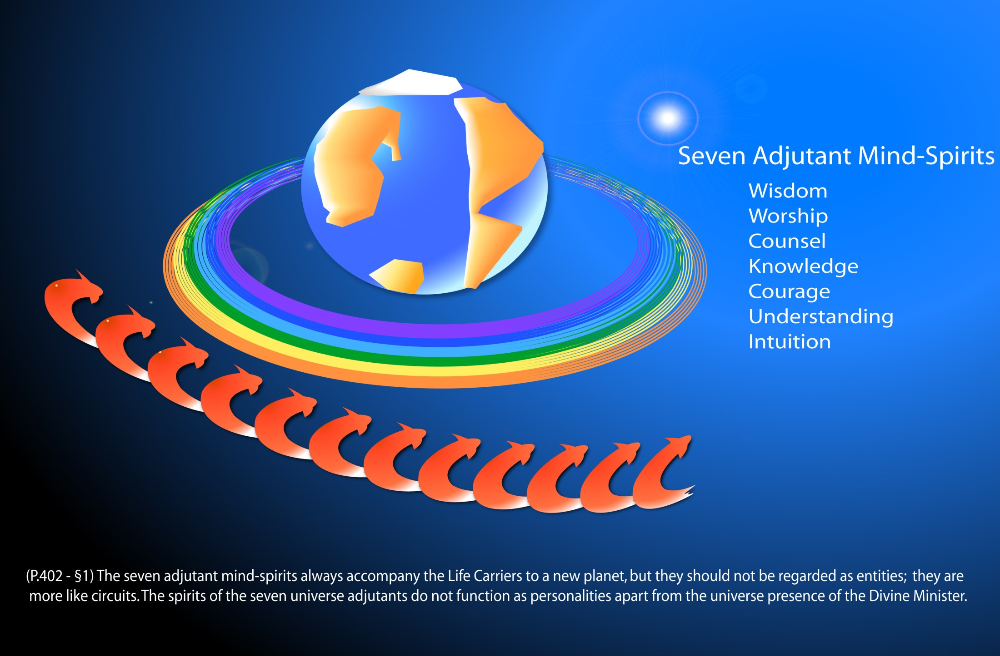 Seven Adjutant Mind-Spirits
Wisdom
Worship
Counsel
Knowledge
Courage
Understanding
Intuition
(P.402 - §1) The seven adjutant mind-spirits always accompany the Life Carriers to a new planet, but they should not be regarded as entities; they are
more like circuits. The spirits of the seven universe adjutants do not function as personalities apart from the universe presence of the Divine Minister.